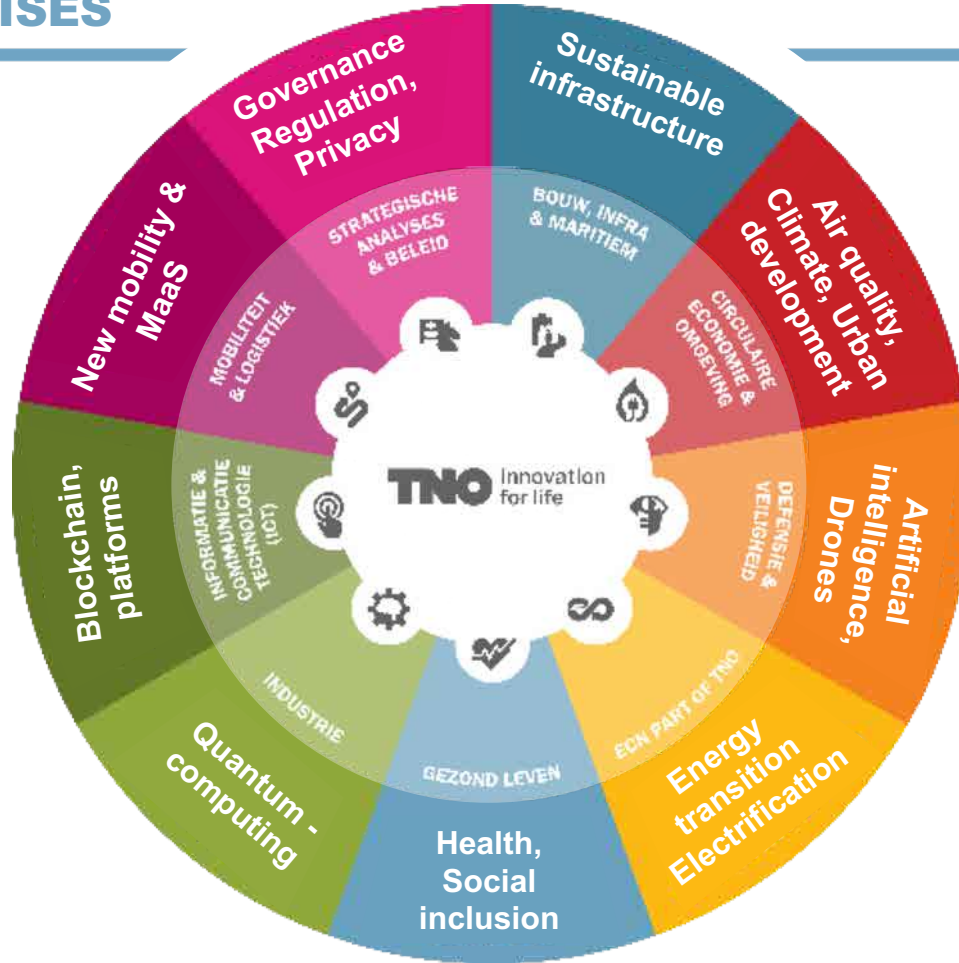 ISES
Governance
Regulation,
Privacy
STRATEGISCHE
ANALYSES
& BELEID
Sustainable
infrastructure
BOUW, INFRA
& MARITIEM
Air quality,
Climate, Urban
development
CIRCULAIRE
ECONOMIE &
OMGEVING
Artificial
intelligence,
Drones
DEFENSIE &
VEILIGHEID
Energy
transition
Electrification
ECN PART OF TNO
Health,
Social
inclusion
GEZOND LEVEN
Quantum -
computing
INDUSTRIE
Blockchain,
platforms
INFORMATIE &
COMMUNICATIE
TECHNOLOGIE
(ICT)
New mobility &
MaaS
MOBILITEIT
& LOGISTIEK
TNO innovation
for life